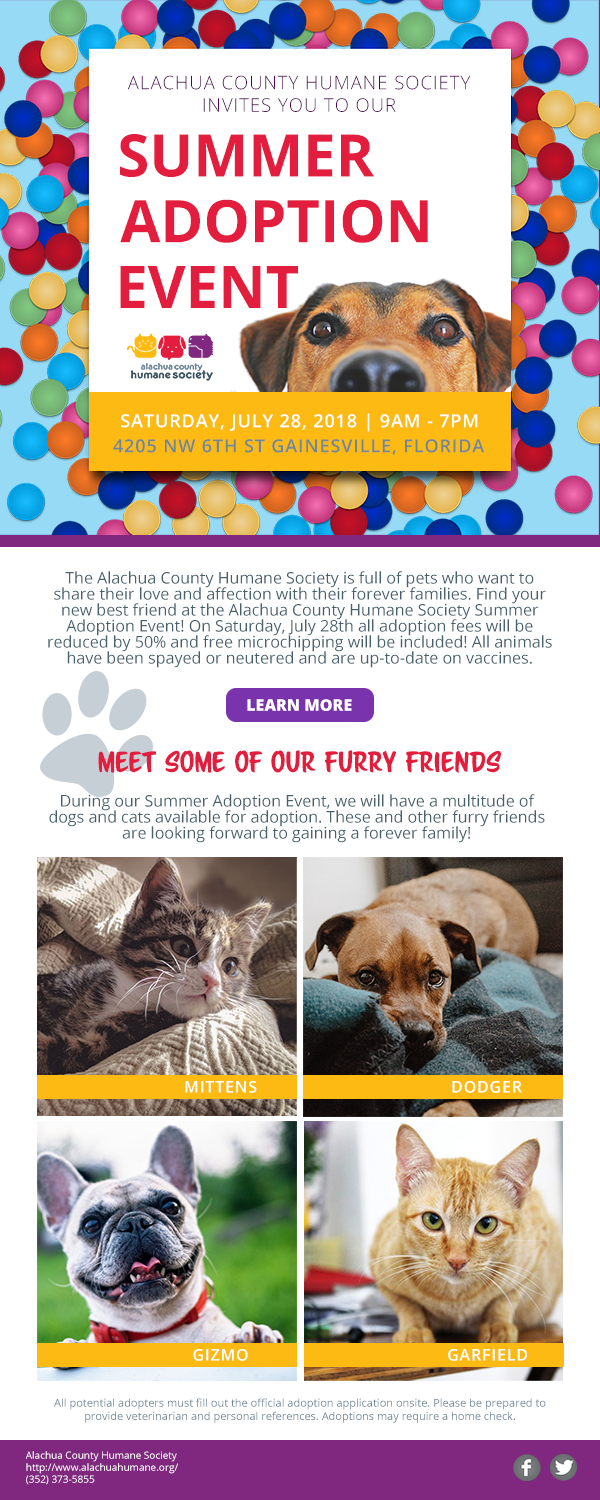 ALACHUA COUNTY HUMANE SOCIETY
INVITES YOU TO OUR
SUMMER
ADOPTION
EVENT
alachua county
humane society
SATURDAY, JULY 28, 2018 | 9AM - 7PM
4205 NW 6TH ST GAINESVILLE, FLORIDA
The Alachua County Humane Society is full of pets who want to
share their love and affection with their forever families. Find your
new best friend at the Alachua County Humane Society Summer
Adoption Event! On Saturday, July 28th all adoption fees will be
reduced by 50% and free microchipping will be included! All animals
have been spayed or neutered and are up-to-date on vaccines.
LEARN MORE
MEET SOME OF OUR FURRY FRIENDS
During our Summer Adoption Event, we will have a multitude of
dogs and cats available for adoption. These and other furry friends
are looking forward to gaining a forever family!
MITTENS
DODGER
GIZMO
GARFIELD
All potential adopters must fill out the official adoption application onsite. Please be prepared to
provide veterinarian and personal references. Adoptions may require a home check.
Alachua County Humane Society
http://www.alachuahumane.org/
(352) 373-5855